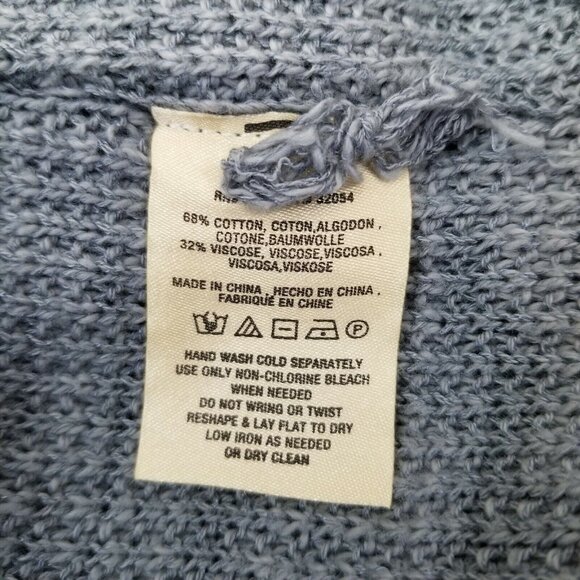 32054
68% COTTON, COTON,ALGODON,
COTONE,BAUMWOLLE
32% VISCOSE, VISCOSE,VISCOSA,
VISCOSA,VISKOSE
MADE IN CHINA, HECHO EN CHINA,
FABRIQUÉ EN CHINE
P
HAND WASH COLD SEPARATELY
USE ONLY NON-CHLORINE BLEACH
WHEN NEEDED
DO NOT WRING OR TWIST
RESHAPE & LAY FLAT TO DRY
LOW IRON AS NEEDED
OR DRY CLEAN